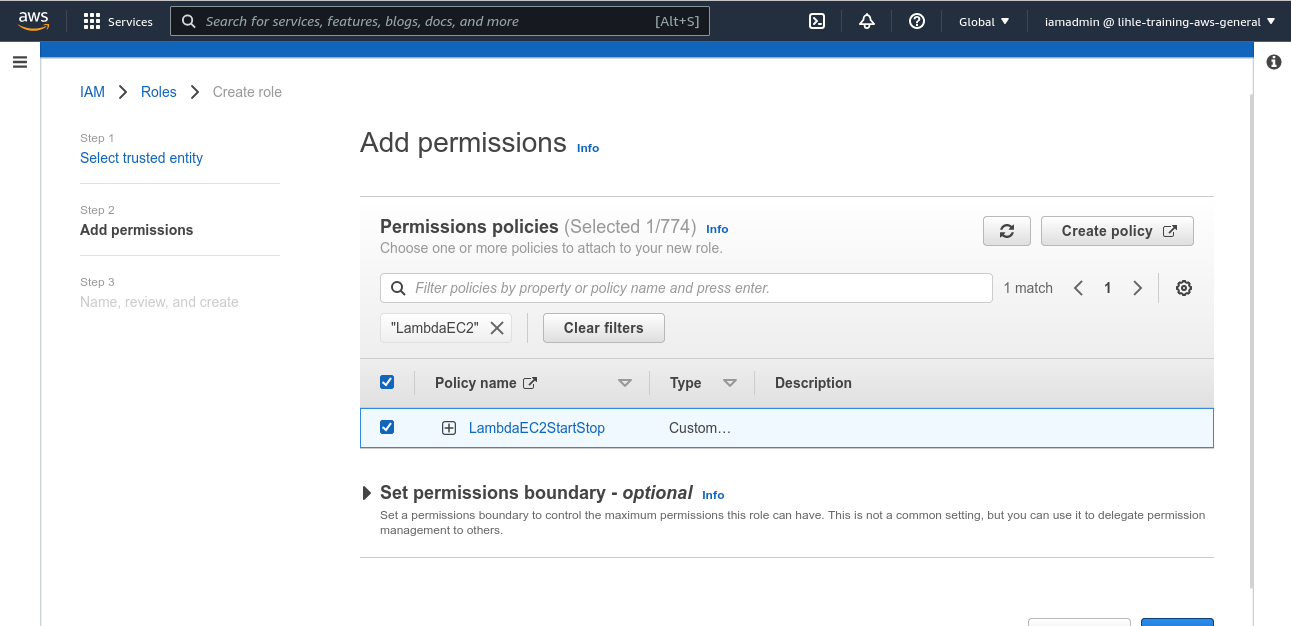 aws Services Search for services, features, blogs, docs, and more [Alt+S] Global iamadmin @ lihle-training-aws-general
IAM Roles Create role
Step 1
Select trusted entity
Step 2
Add permissions
Step 3
Name, review, and create
Add permissions Info
Permissions policies (Selected 1/774) Info
Choose one or more policies to attach to your new role.
Create policy
Filter policies by property or policy name and press enter. 1 match 1
"LambdaEC2" Clear filters
Policy name Type Description
LambdaEC2StartStop Custom…
Set permissions boundary - optional Info
Set a permissions boundary to control the maximum permissions this role can have. This is not a common setting, but you can use it to delegate permission
management to others.